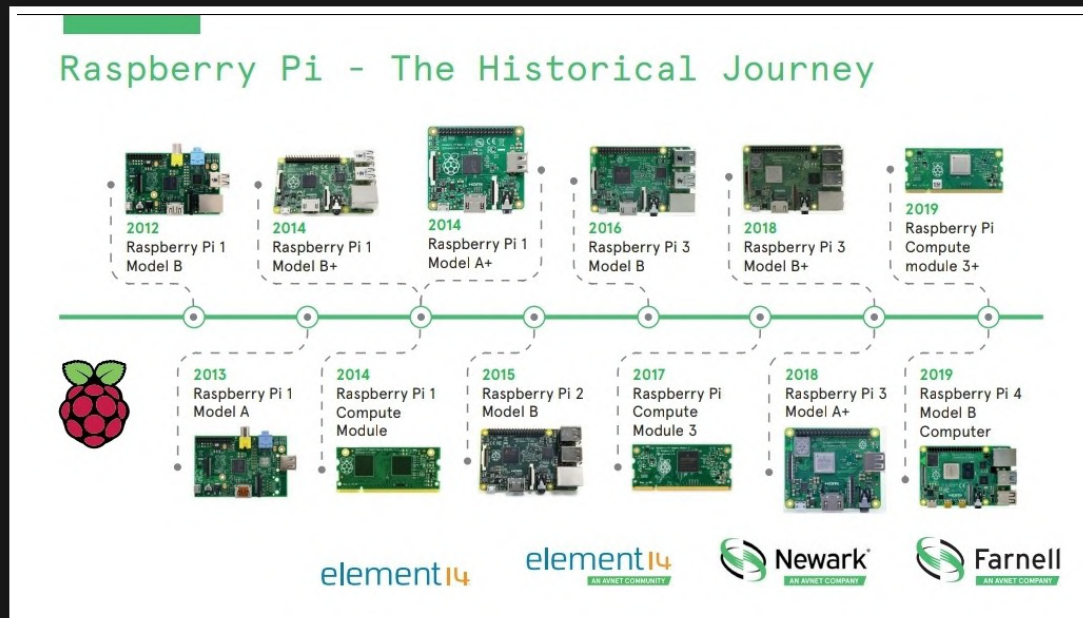 Raspberry Pi - The Historical Journey
2012
Raspberry Pi 1
Model B
2014
Raspberry Pi 1
Model B+
2014
Raspberry Pi 1
Model A+
2016
Raspberry Pi 3
Model B
2018
Raspberry Pi 3
Model B+
2019
Raspberry Pi
Compute
module 3+
2013
Raspberry Pi 1
Model A
2014
Raspberry Pi 1
Compute
Module
2015
Raspberry Pi 2
Model B
2017
Raspberry Pi
Compute
Module 3
2018
Raspberry Pi 3
Model A+
2019
Raspberry Pi 4
Model B
Computer
element14
element14
AN AVNET COMMUNITY
Newark
AN AVNET COMPANY
Farnell
AN AVNET COMPANY